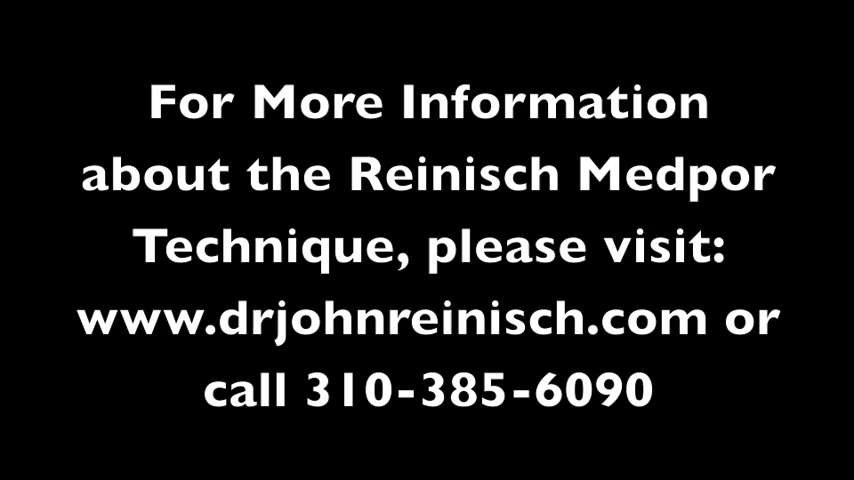 For More Information
about the Reinisch Medpor
Technique, please visit:
www.drjohnreinisch.com or
call 310-385-6090